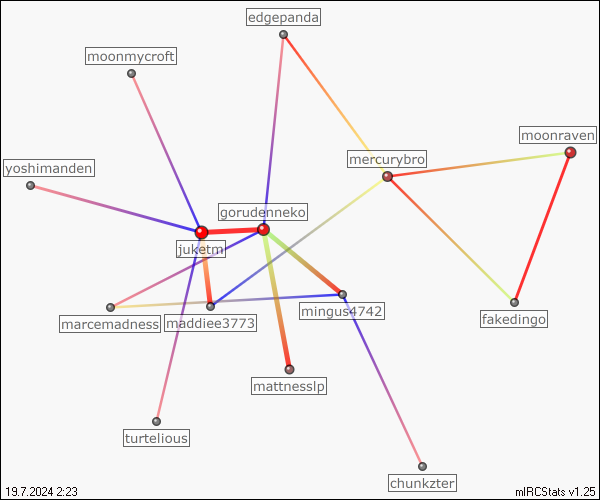 edgepanda
moonmycroft
moonraven
mercurybro
yoshimanden
gorudenneko
juketm
mingus4742
fakedingo
marcemadness
maddiee3773
mattnesslp
turtelious
chunkzter
19.7.2024 2:23
mIRCStats v1.25